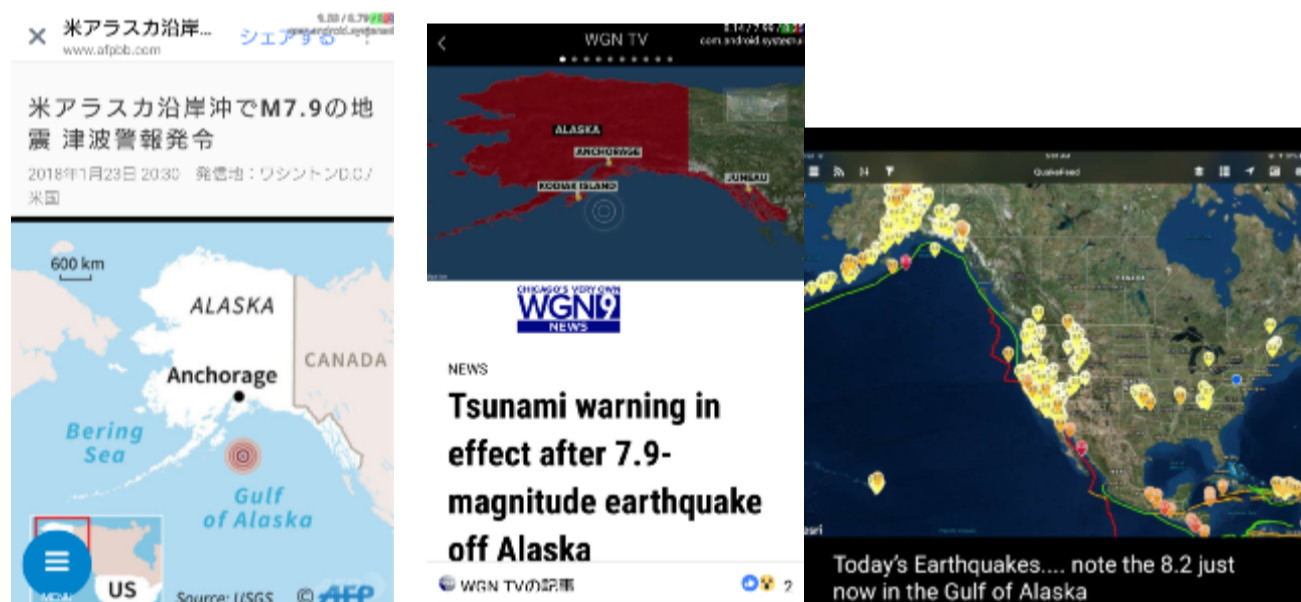 米アラスカ沿岸...
www.afpbb.com
シェアする
米アラスカ沿岸沖でM7.9の地
震 津波警報発令
2018年1月23日 20:30 発信地：ワシントンD.C./
米国
600 km
ALASKA
CANADA
Anchorage
Bering
Sea
Gulf
of Alaska
US
Source: USGS
© AFP
WGN TV
com.android.systemui
ALASKA
ANCHORAGE
KODIAK ISLAND
JUNEAU
CHICAGO'S VERY OWN
WGN9
NEWS
NEWS
Tsunami warning in
effect after 7.9-
magnitude earthquake
off Alaska
WGN TVの記事
2
QuakeFeed
CANADA
esri
Today's Earthquakes.... note the 8.2 just
now in the Gulf of Alaska